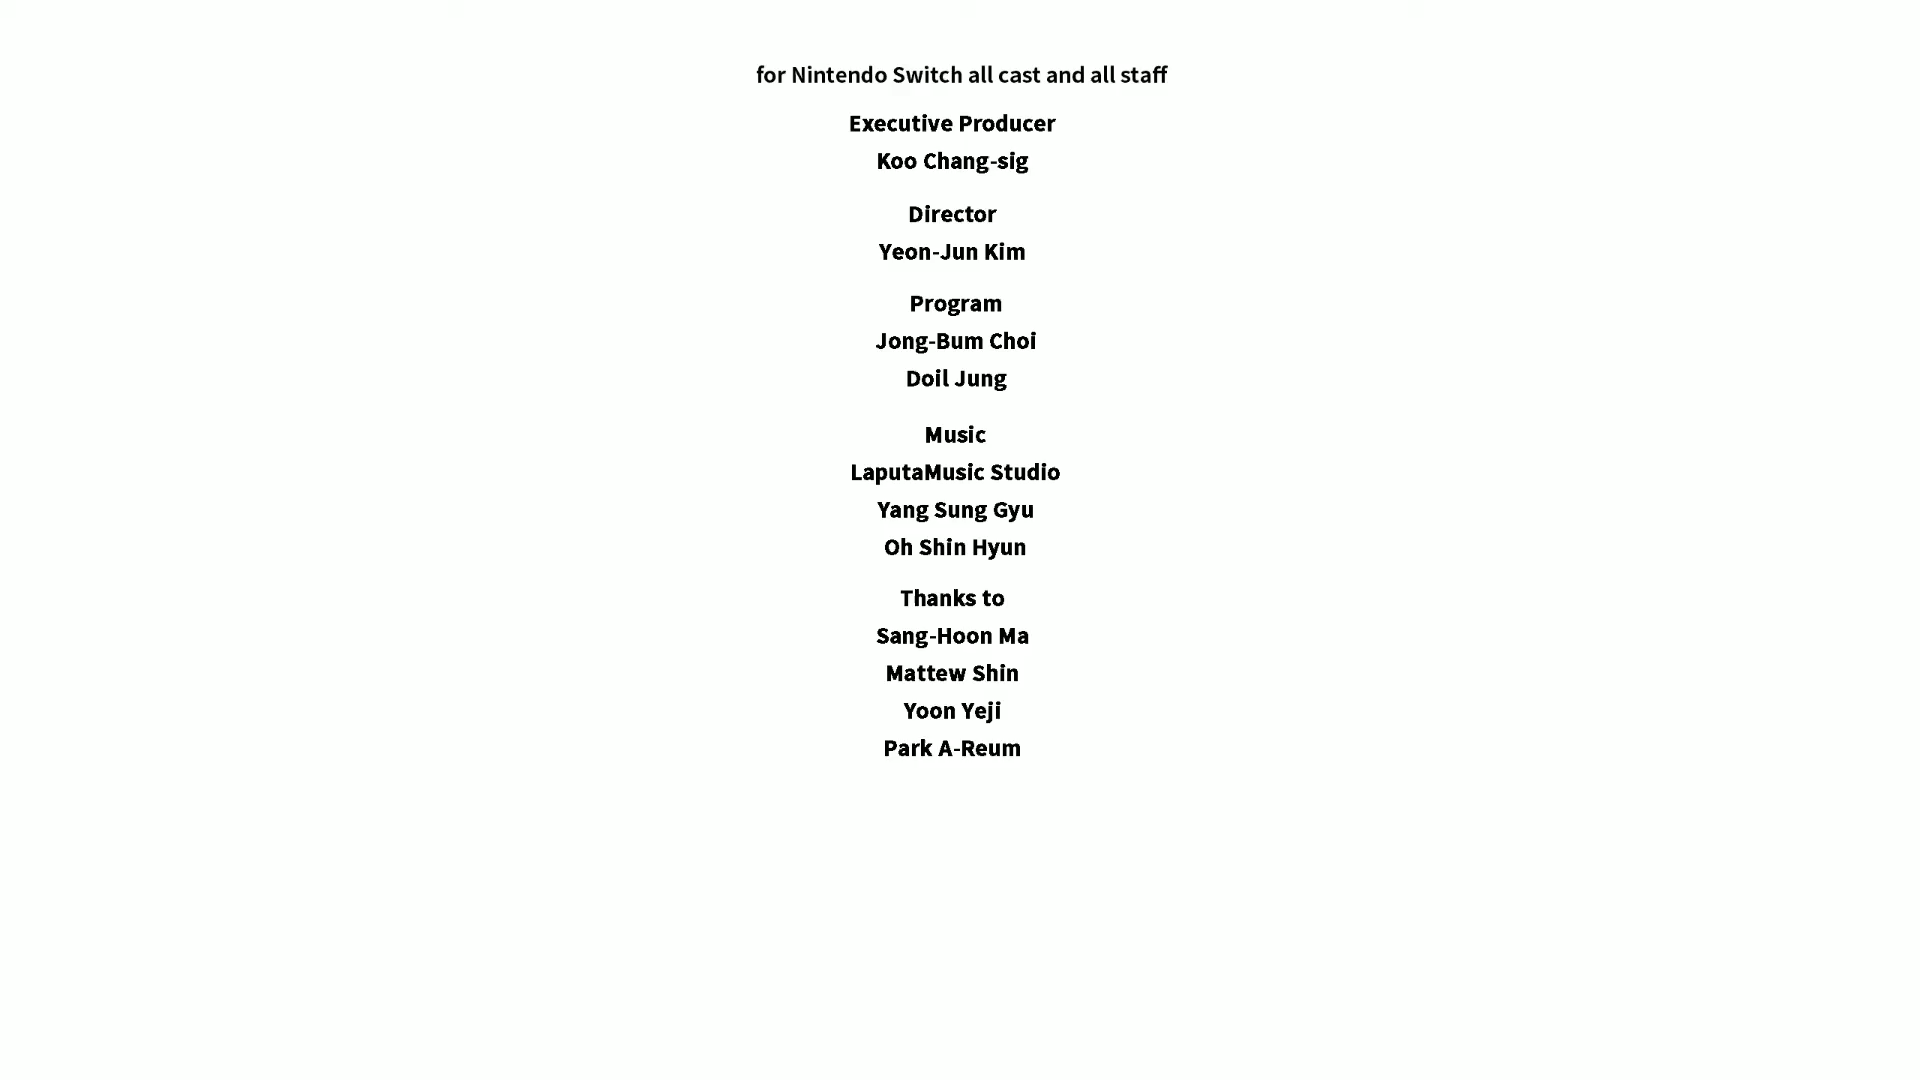 for Nintendo Switch all cast and all staff
Executive Producer
Koo Chang-sig
Director
Yeon-Jun Kim
Program
Jong-Bum Choi
Doil Jung
Music
LaputaMusic Studio
Yang Sung Gyu
Oh Shin Hyun
Thanks to
Sang-Hoon Ma
Mattew Shin
Yoon Yeji
Park A-Reum